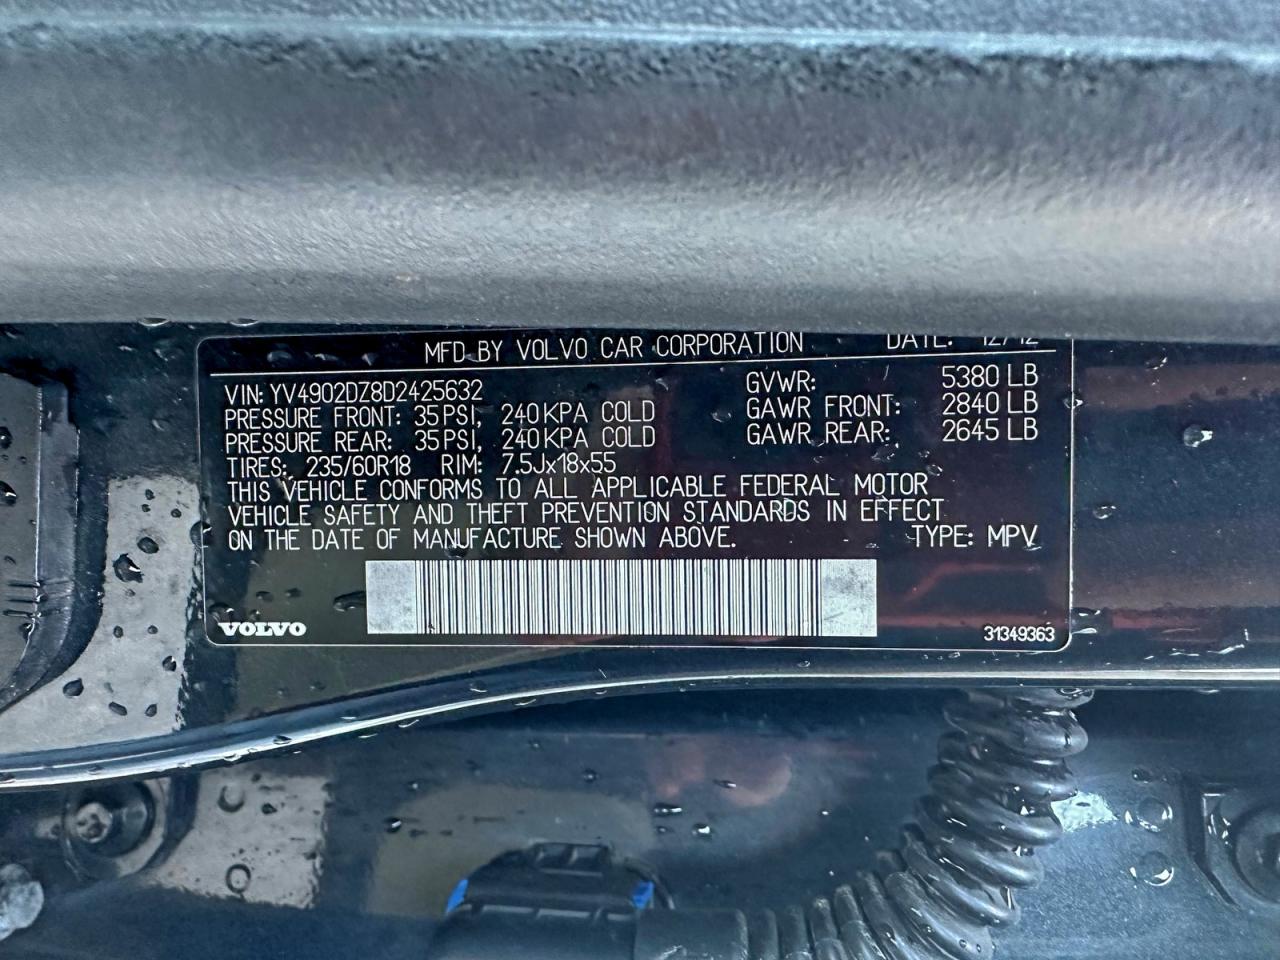 MFD BY VOLVO CAR CORPORATION DATE: 12/12
VIN: YV4902DZ8D2425632 GVWR: 5380 LB
PRESSURE FRONT: 35 PSI, 240 KPA COLD GAWR FRONT: 2840 LB
PRESSURE REAR: 35 PSI, 240 KPA COLD GAWR REAR: 2645 LB
TIRES: 235/60R18 RIM: 7.5Jx18x55
THIS VEHICLE CONFORMS TO ALL APPLICABLE FEDERAL MOTOR
VEHICLE SAFETY AND THEFT PREVENTION STANDARDS IN EFFECT
ON THE DATE OF MANUFACTURE SHOWN ABOVE. TYPE: MPV
VOLVO 31349363